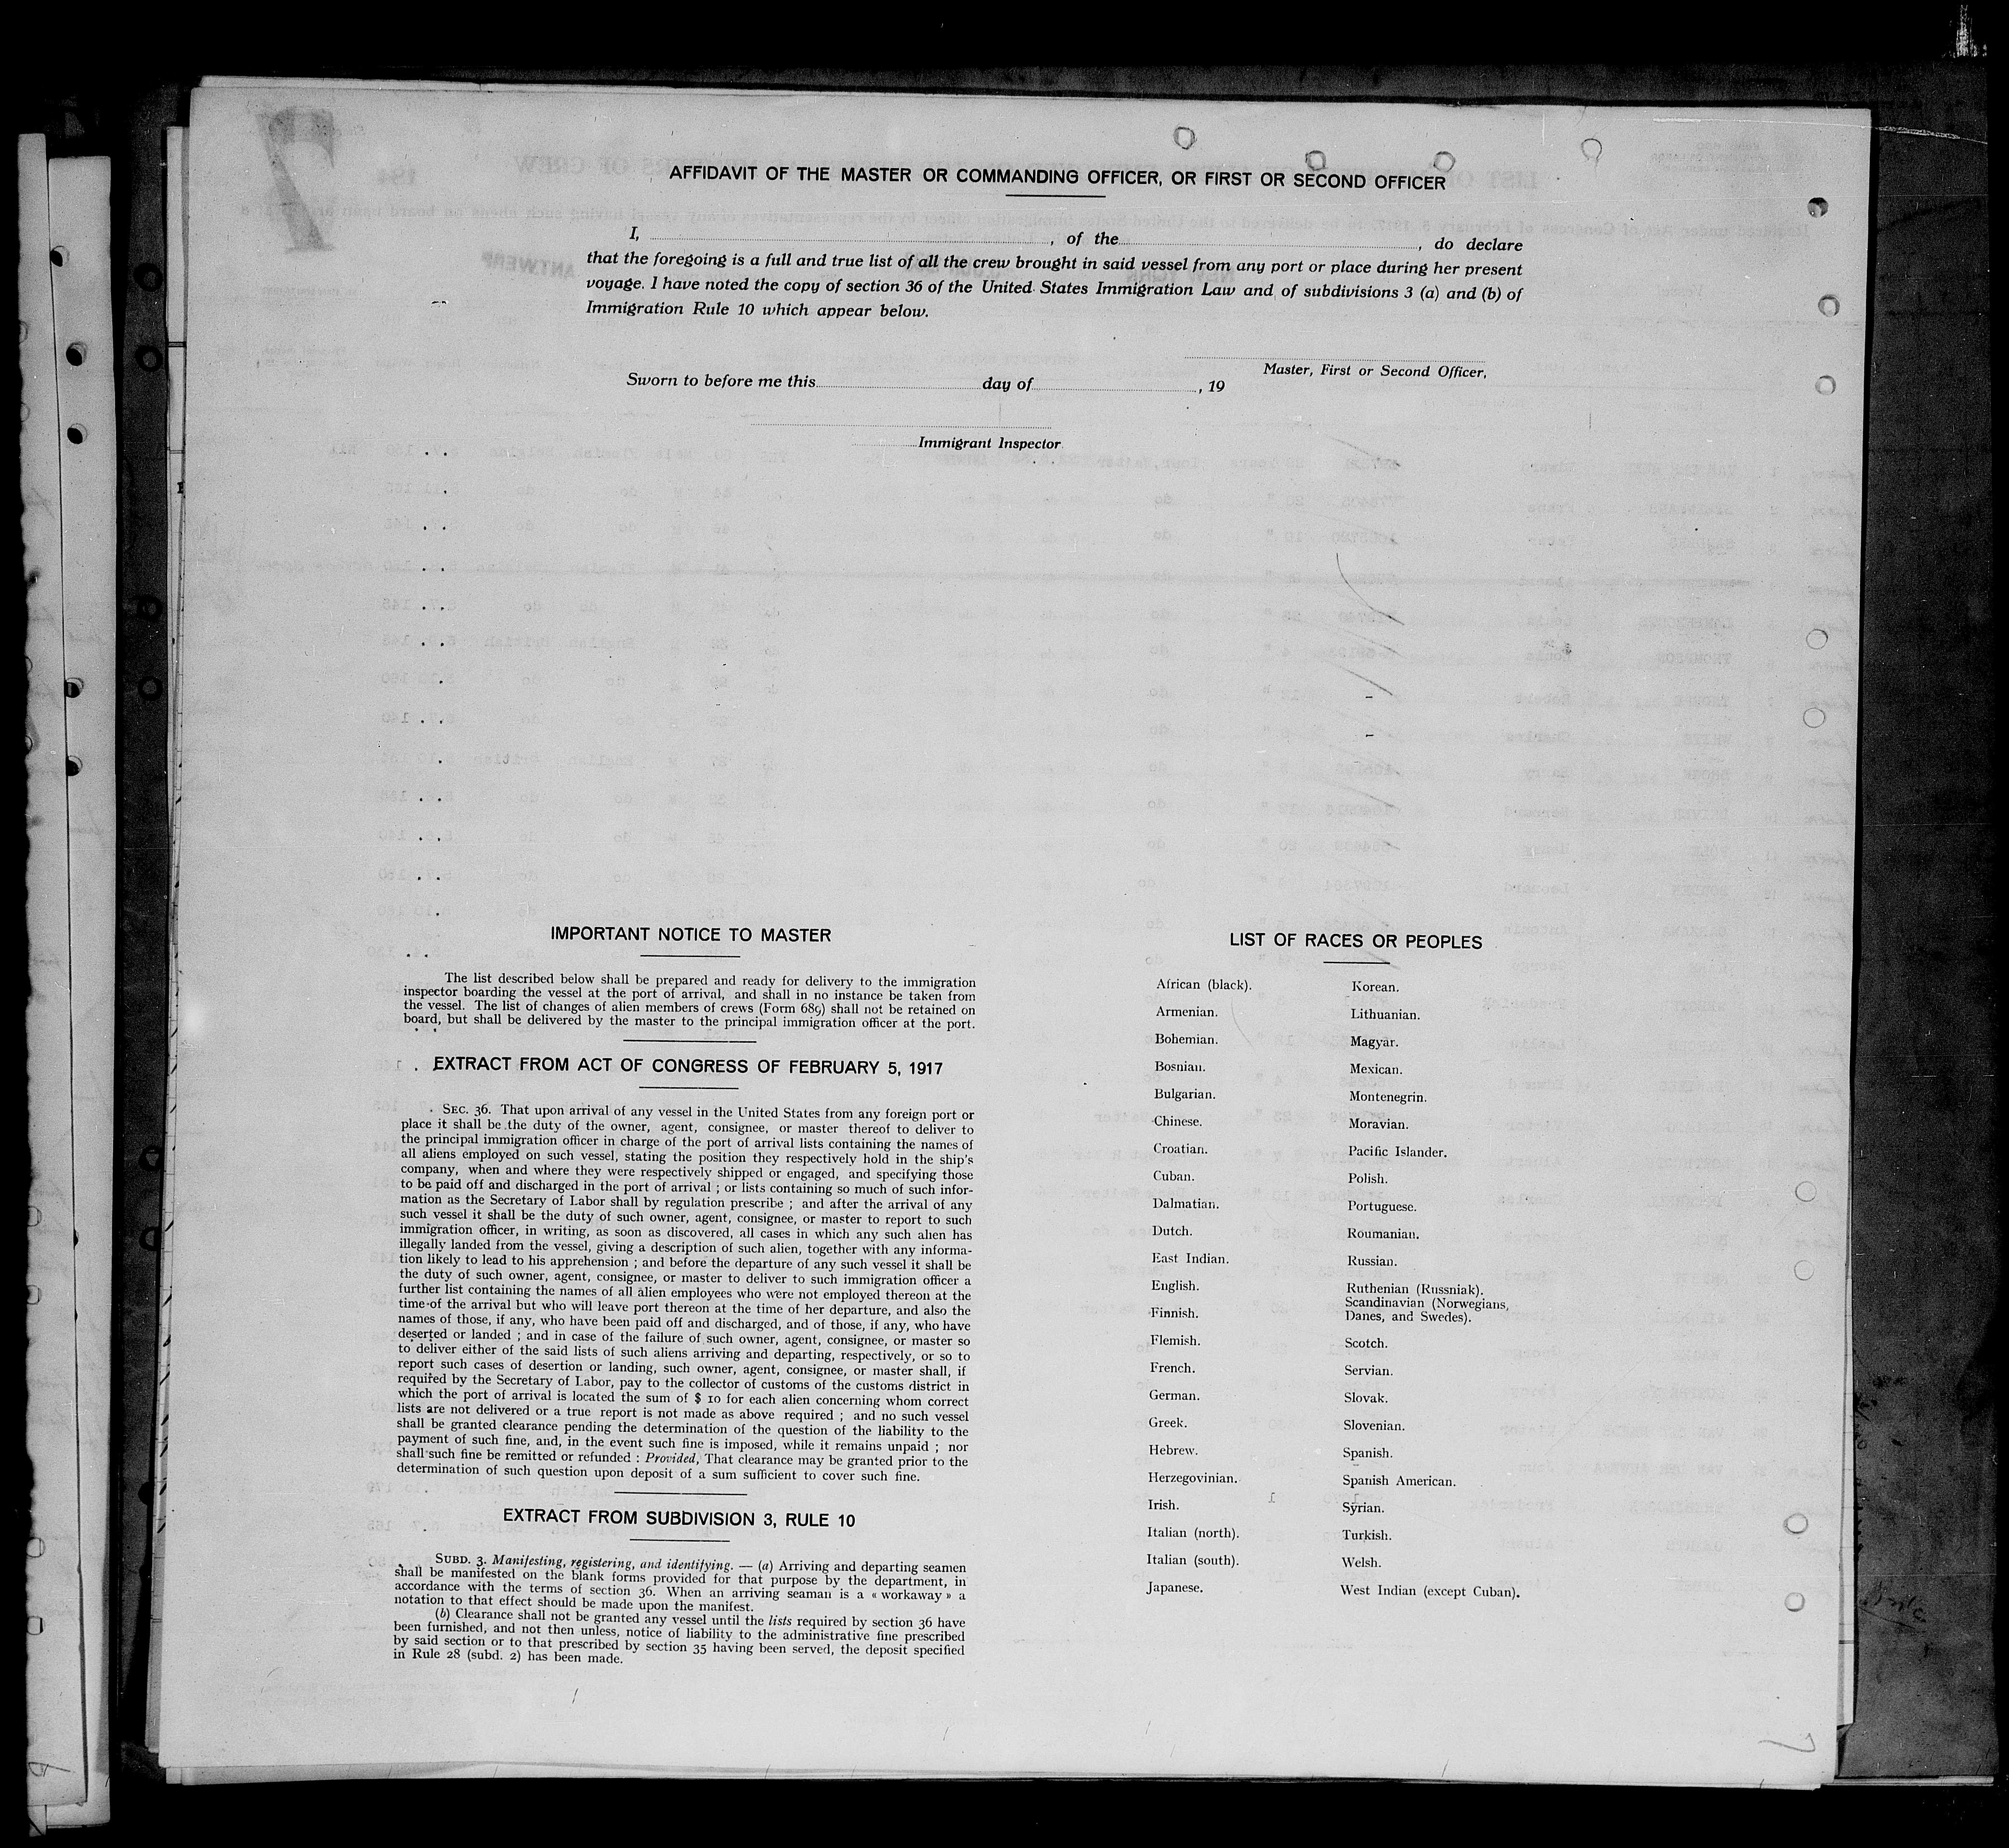 AFFIDAVIT OF THE MASTER OR COMMANDING OFFICER, OR FIRST OR SECOND OFFICER
I, , of the , do declare
that the foregoing is a full and true list of all the crew brought in said vessel from any port or place during her present
voyage. I have noted the copy of section 36 of the United States Immigration Law and of subdivisions 3 (a) and (b) of
Immigration Rule 10 which appear below.
Master, First or Second Officer,
Sworn to before me this day of , 19
Immigrant Inspector
IMPORTANT NOTICE TO MASTER
The list described below shall be prepared and ready for delivery to the immigration
inspector boarding the vessel at the port of arrival, and shall in no instance be taken from
the vessel. The list of changes of alien members of crews (Form 689) shall not be retained on
board, but shall be delivered by the master to the principal immigration officer at the port.
EXTRACT FROM ACT OF CONGRESS OF FEBRUARY 5, 1917
SEC. 36. That upon arrival of any vessel in the United States from any foreign port or
place it shall be the duty of the owner, agent, consignee, or master thereof to deliver to
the principal immigration officer in charge of the port of arrival lists containing the names of
all aliens employed on such vessel, stating the position they respectively hold in the ship's
company, when and where they were respectively shipped or engaged, and specifying those
to be paid off and discharged in the port of arrival ; or lists containing so much of such infor-
mation as the Secretary of Labor shall by regulation prescribe ; and after the arrival of any
such vessel it shall be the duty of such owner, agent, consignee, or master to report to such
immigration officer, in writing, as soon as discovered, all cases in which any such alien has
illegally landed from the vessel, giving a description of such alien, together with any informa-
tion likely to lead to his apprehension ; and before the departure of any such vessel it shall be
the duty of such owner, agent, consignee, or master to deliver to such immigration officer a
further list containing the names of all alien employees who were not employed thereon at the
time of the arrival but who will leave port thereon at the time of her departure, and also the
names of those, if any, who have been paid off and discharged, and of those, if any, who have
deserted or landed ; and in case of the failure of such owner, agent, consignee, or master so
to deliver either of the said lists of such aliens arriving and departing, respectively, or so to
report such cases of desertion or landing, such owner, agent, consignee, or master shall, if
required by the Secretary of Labor, pay to the collector of customs of the customs district in
which the port of arrival is located the sum of $ 10 for each alien concerning whom correct
lists are not delivered or a true report is not made as above required ; and no such vessel
shall be granted clearance pending the determination of the question of the liability to the
payment of such fine, and, in the event such fine is imposed, while it remains unpaid ; nor
shall such fine be remitted or refunded : Provided, That clearance may be granted prior to the
determination of such question upon deposit of a sum sufficient to cover such fine.
EXTRACT FROM SUBDIVISION 3, RULE 10
SUBD. 3. Manifesting, registering, and identifying. — (a) Arriving and departing seamen
shall be manifested on the blank forms provided for that purpose by the department, in
accordance with the terms of section 36. When an arriving seaman is a « workaway » a
notation to that effect should be made upon the manifest.
(b) Clearance shall not be granted any vessel until the lists required by section 36 have
been furnished, and not then unless, notice of liability to the administrative fine prescribed
by said section or to that prescribed by section 35 having been served, the deposit specified
in Rule 28 (subd. 2) has been made.
LIST OF RACES OR PEOPLES
African (black).
Armenian.
Bohemian.
Bosnian.
Bulgarian.
Chinese.
Croatian.
Cuban.
Dalmatian.
Dutch.
East Indian.
English.
Finnish.
Flemish.
French.
German.
Greek.
Hebrew.
Herzegovinian.
Irish.
Italian (north).
Italian (south).
Japanese.
Korean.
Lithuanian.
Magyar.
Mexican.
Montenegrin.
Moravian.
Pacific Islander.
Polish.
Portuguese.
Roumanian.
Russian.
Ruthenian (Russniak).
Scandinavian (Norwegians,
Danes, and Swedes).
Scotch.
Servian.
Slovak.
Slovenian.
Spanish.
Spanish American.
Syrian.
Turkish.
Welsh.
West Indian (except Cuban).